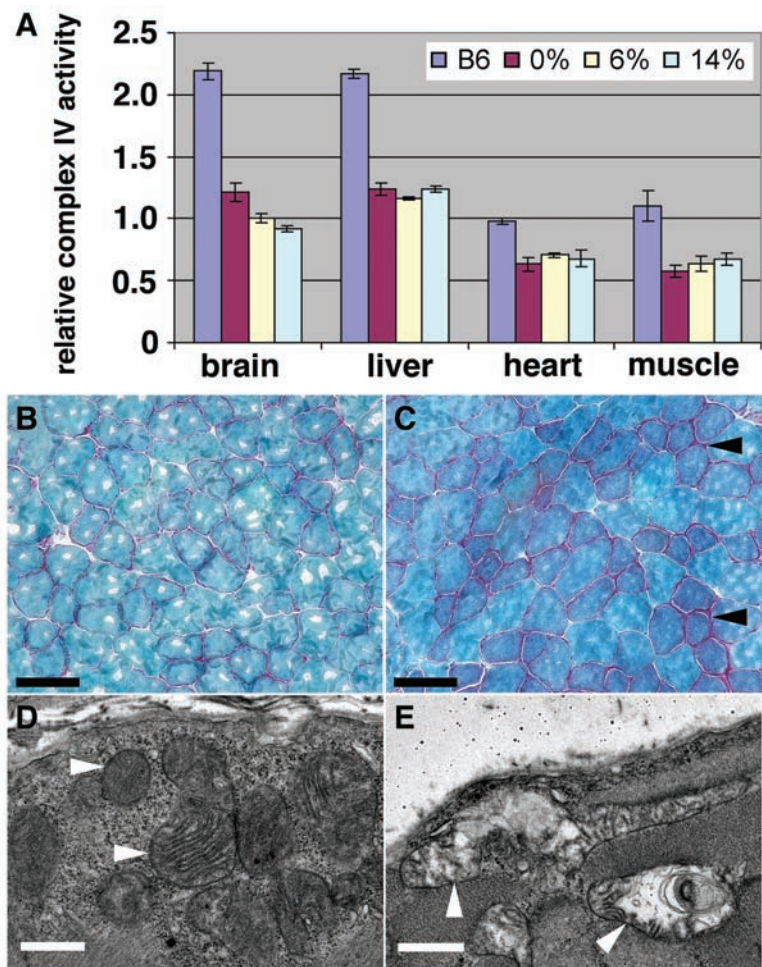 A
relative complex IV activity
2.5
2.0
1.5
1.0
0.5
0
B6 0% 6% 14%
brain liver heart muscle
B
C
D
E